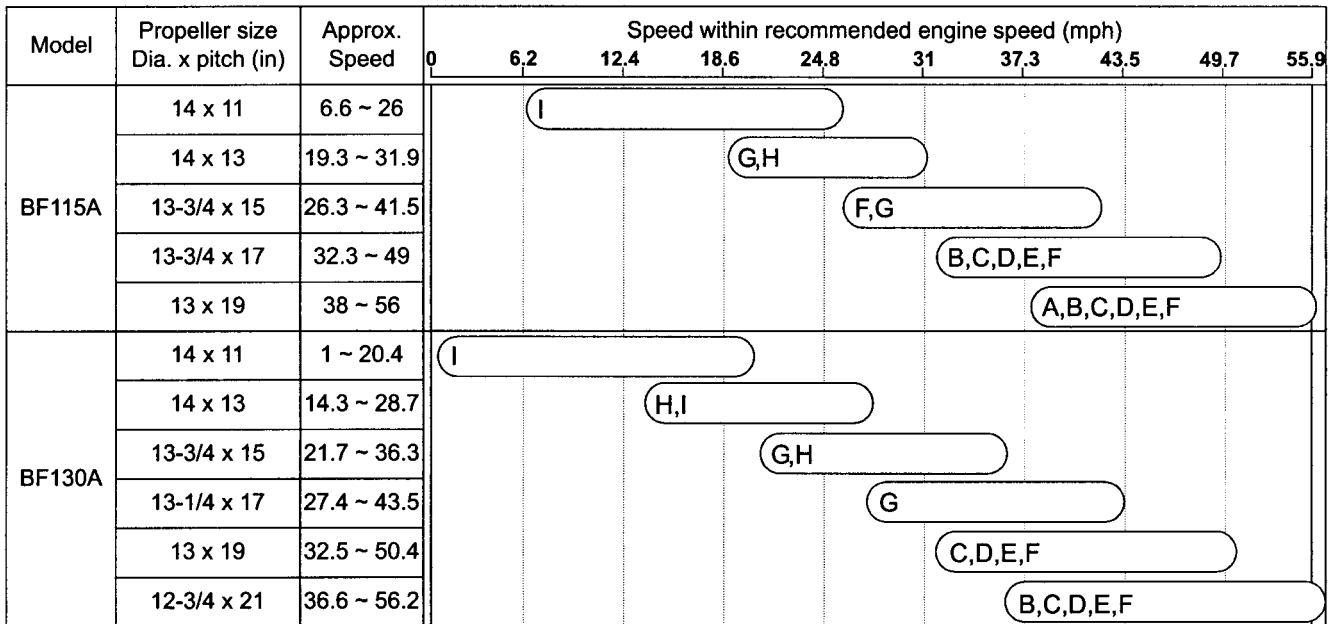 Model Propeller size Approx. Speed within recommended engine speed (mph)
Dia. x pitch (in) Speed 0 6.2 12.4 18.6 24.8 31 37.3 43.5 49.7 55.9
14 x 11 6.6 ~ 26 I
14 x 13 19.3 ~ 31.9 G,H
BF115A 13-3/4 x 15 26.3 ~ 41.5 F,G
13-3/4 x 17 32.3 ~ 49 B,C,D,E,F
13 x 19 38 ~ 56 A,B,C,D,E,F
14 x 11 1 ~ 20.4 I
14 x 13 14.3 ~ 28.7 H,I
13-3/4 x 15 21.7 ~ 36.3 G,H
BF130A
13-1/4 x 17 27.4 ~ 43.5 G
13 x 19 32.5 ~ 50.4 C,D,E,F
12-3/4 x 21 36.6 ~ 56.2 B,C,D,E,F